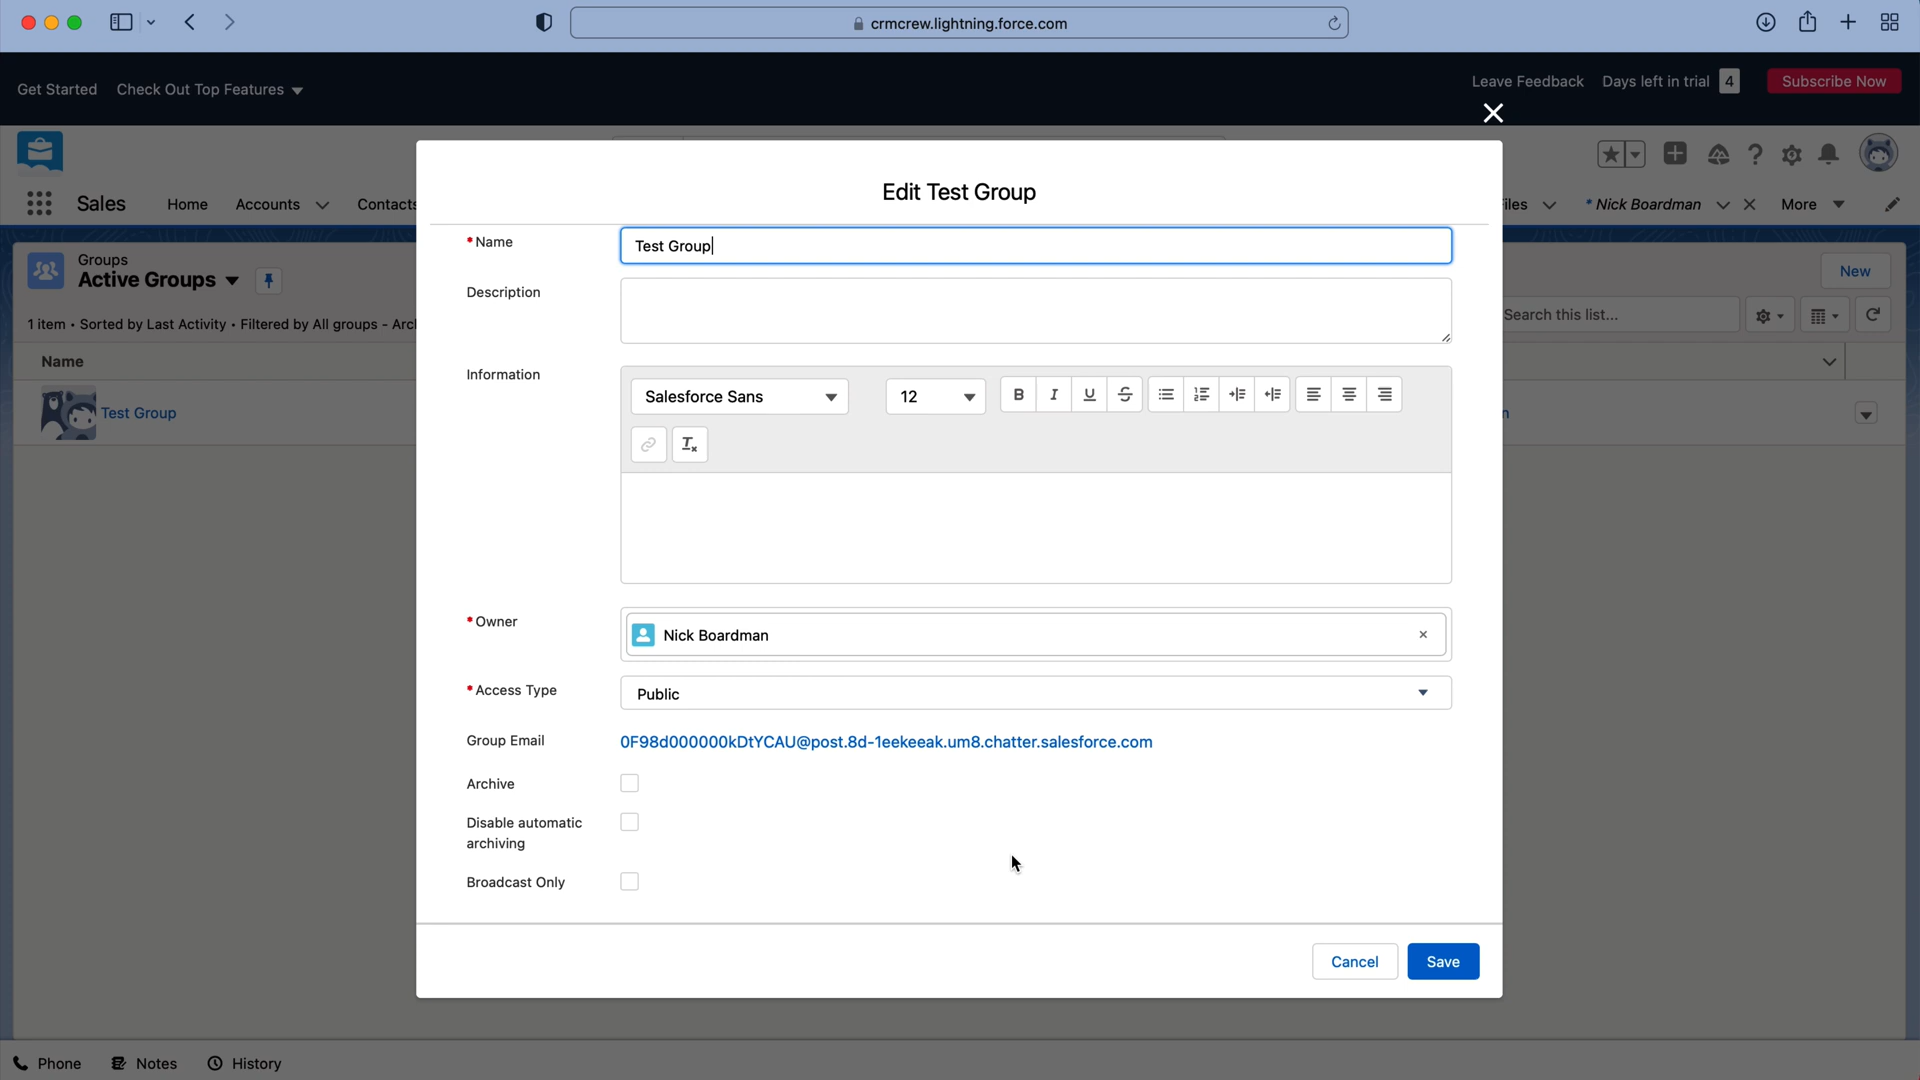 crmcrew.lightning.force.com
Get Started Check Out Top Features Leave Feedback Days left in trial 4 Subscribe Now
Sales Home Accounts Contacts Files * Nick Boardman More
Groups
Active Groups
New
1 item • Sorted by Last Activity • Filtered by All groups - Arc
Search this list...
Name
Test Group
Edit Test Group
*Name Test Group
Description
Information
Salesforce Sans 12 B I U S
Tx
*Owner Nick Boardman
*Access Type Public
Group Email 0F98d000000kDtYCAU@post.8d-1eekeeak.um8.chatter.salesforce.com
Archive
Disable automatic
archiving
Broadcast Only
Cancel Save
Phone Notes History